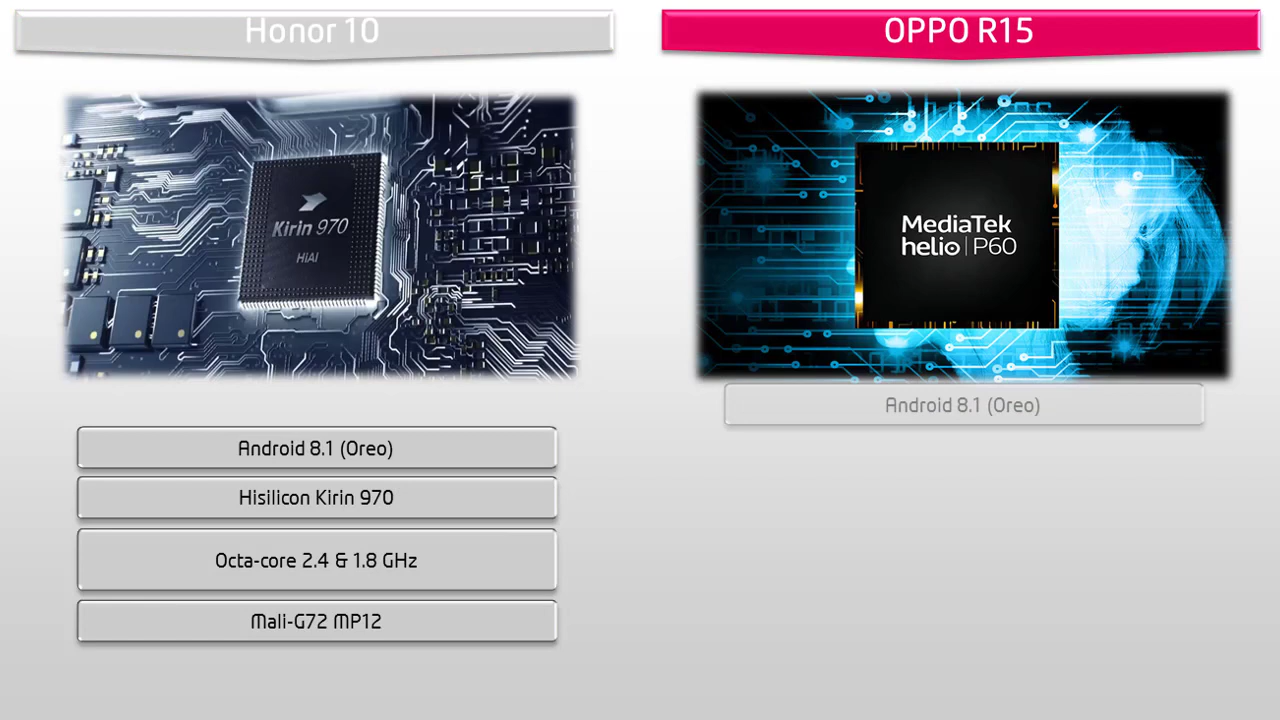 Honor 10
OPPO R15
Kirin 970
HIAI
MediaTek
helio | P60
Android 8.1 (Oreo)
Android 8.1 (Oreo)
Hisilicon Kirin 970
Octa-core 2.4 & 1.8 GHz
Mali-G72 MP12